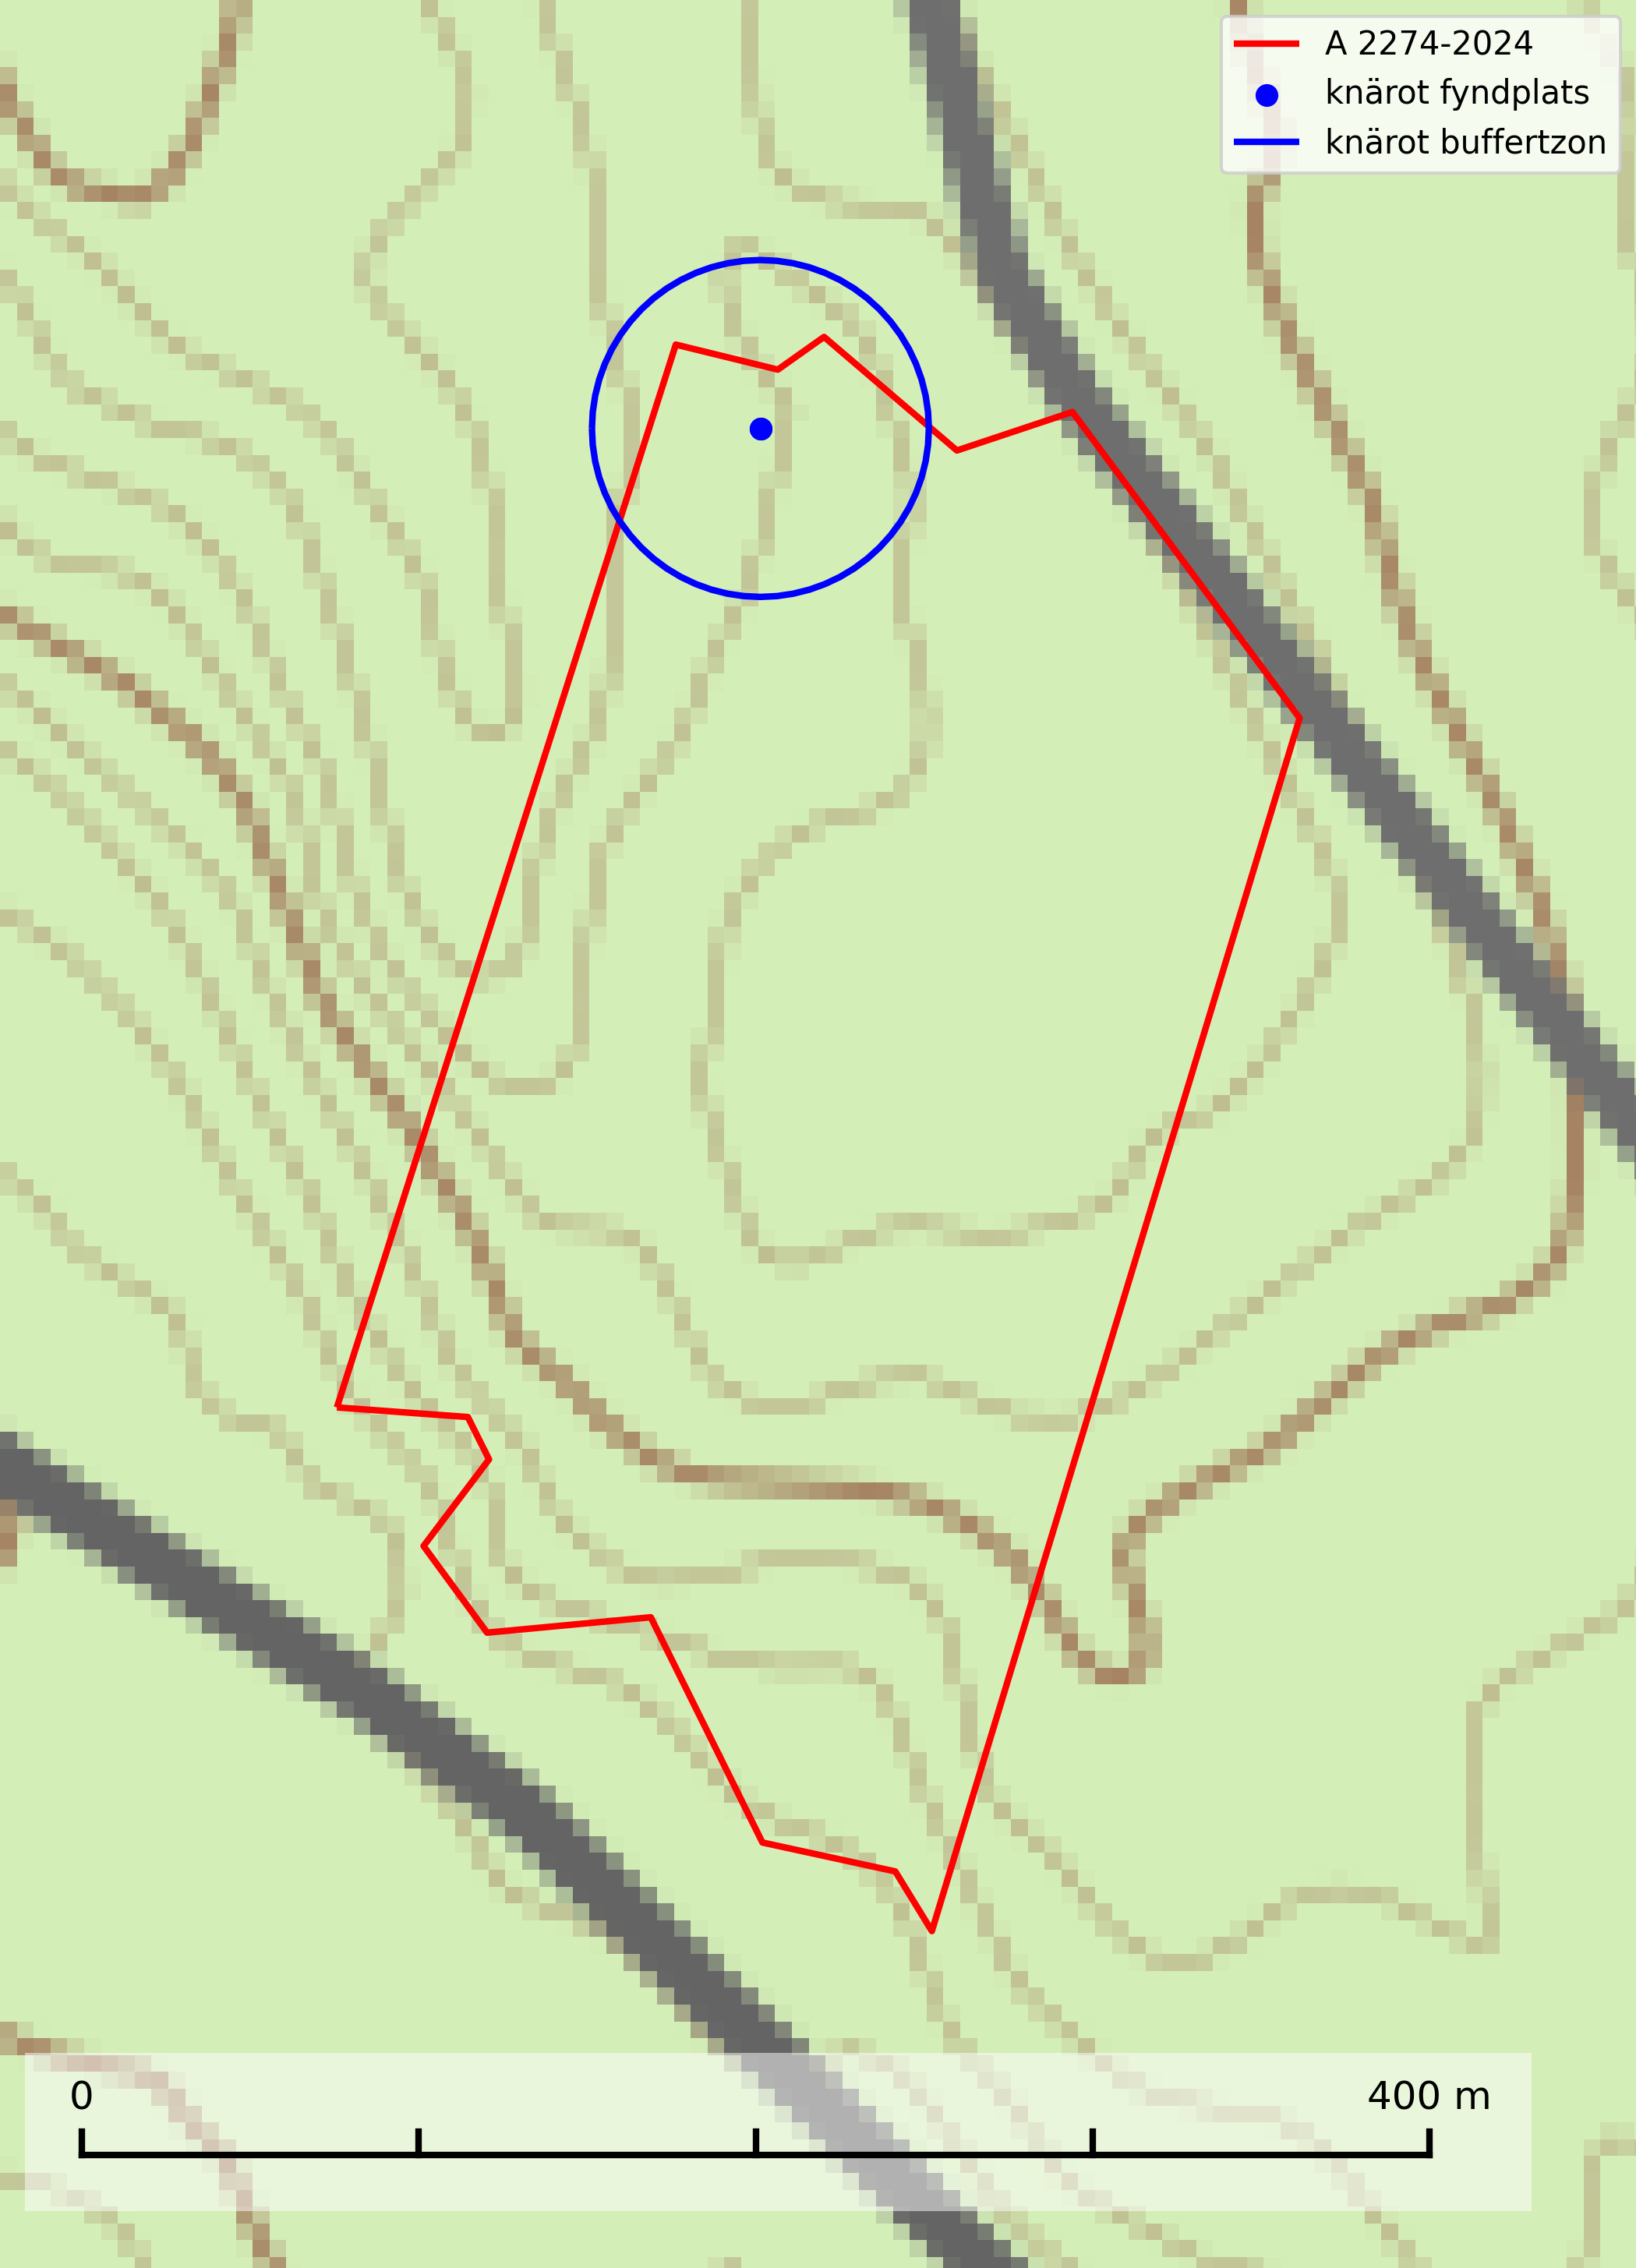 A 2274-2024
knärot fyndplats
knärot buffertzon
0 400 m